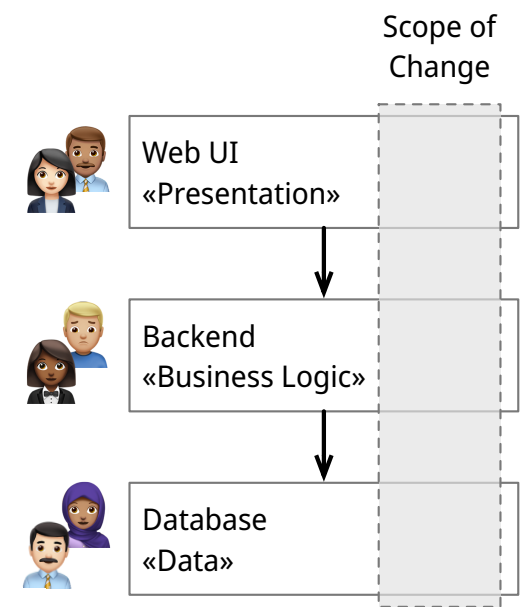 Scope of
Change
Web UI
«Presentation»
Backend
«Business Logic»
Database
«Data»